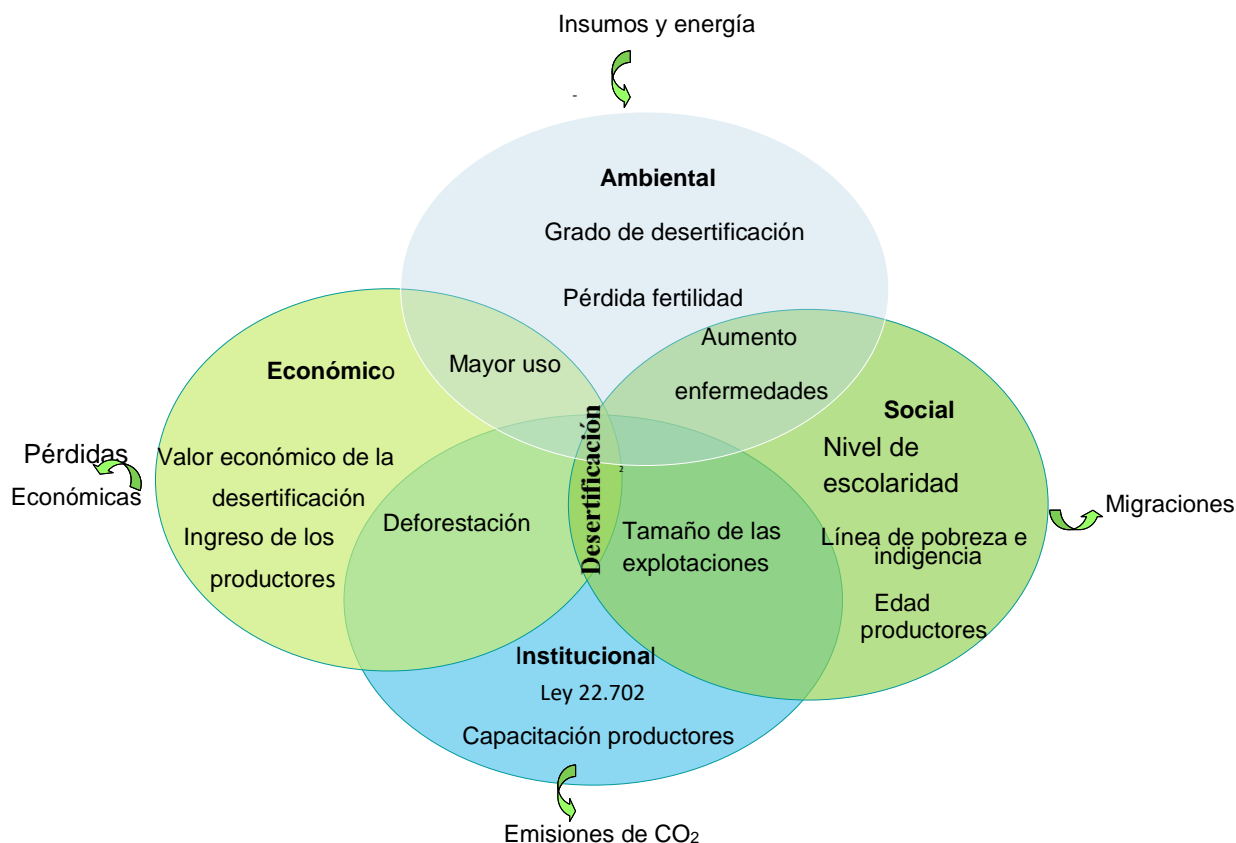 Insumos y energía
-
Ambiental
Grado de desertificación
Pérdida fertilidad
Aumento
enfermedades
Mayor uso
Económico
Valor económico de la
desertificación
Ingreso de los
productores
Pérdidas
Económicas
Deforestación
Desertificación
2
Tamaño de las
explotaciones
Social
Nivel de
escolaridad
Línea de pobreza e
indigencia
Edad
productores
Migraciones
Institucional
Ley 22.702
Capacitación productores
Emisiones de CO2